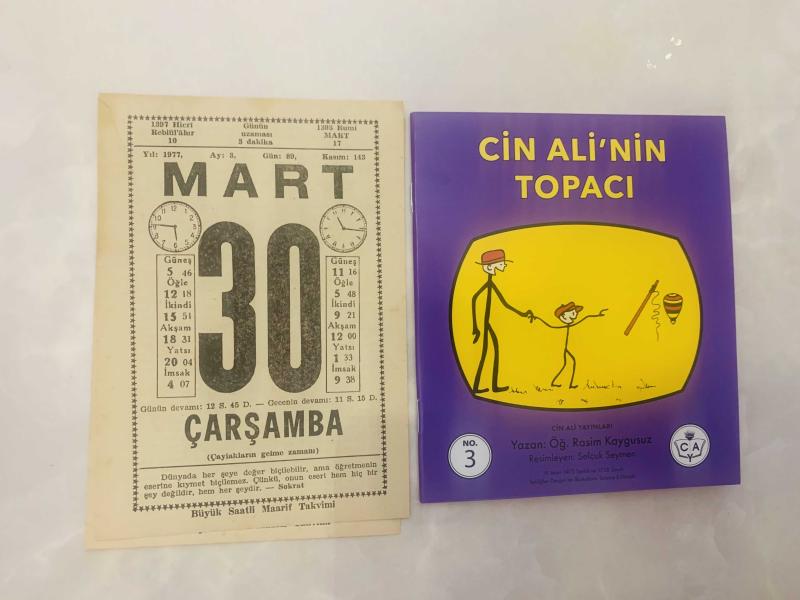 1397 Hicri
Rebiül'âhır
10
Günün
uzaması
3 dakika
1393 Rumi
MART
17
Yıl: 1977, Ay: 3, Gün: 89, Kasım: 143
MART
30
Güneş
5 46
Öğle
12 18
İkindi
15 51
Akşam
18 31
Yatsı
20 04
İmsak
4 07
Güneş
11 16
Öğle
5 48
İkindi
9 21
Akşam
12 00
Yatsı
1 33
İmsak
9 38
Günün devamı: 12 S. 45 D. — Gecenin devamı: 11 S. 15 D.
ÇARŞAMBA
(Çaylakların gelme zamanı)
Dünyada her şeye değer biçilebilir, ama öğretmenin
eserine kıymet biçilemez. Çünkü, onun eseri hem hiç bir
şey değildir, hem her şeydir. — Sokrat
Büyük Saatli Maarif Takvimi
CİN ALİ'NİN
TOPACI
CİN ALİ YAYINLARI
Yazan: Öğ. Rasim Kaygusuz
Resimleyen: Selçuk Seymen
NO.
3
C A
Y